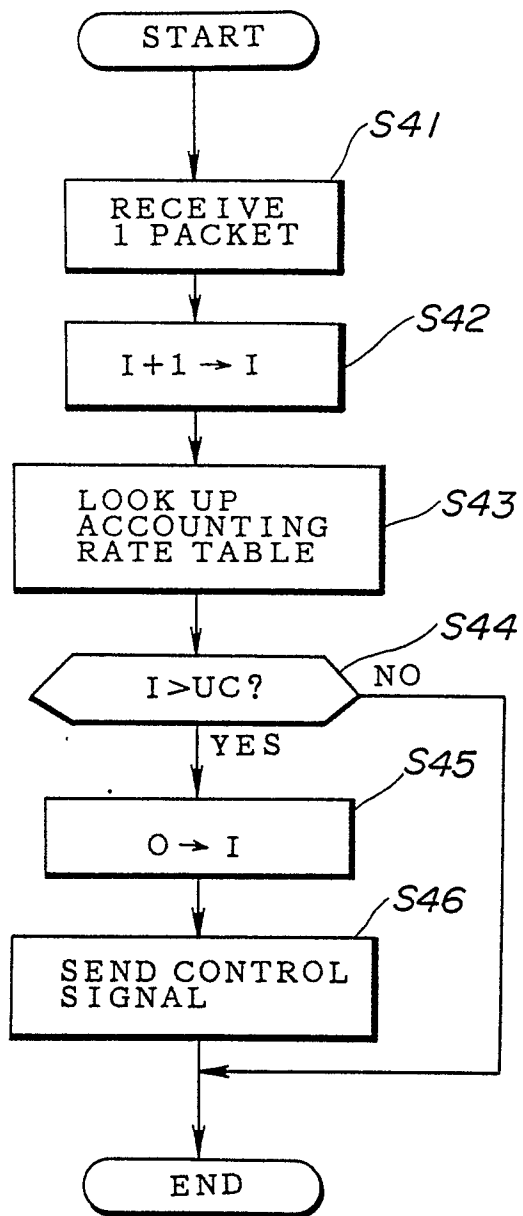 START
S41
RECEIVE
1 PACKET
S42
I+1→I
S43
LOOK UP
ACCOUNTING
RATE TABLE
S44
I>UC?
NO
YES
S45
O→I
S46
SEND CONTROL
SIGNAL
END